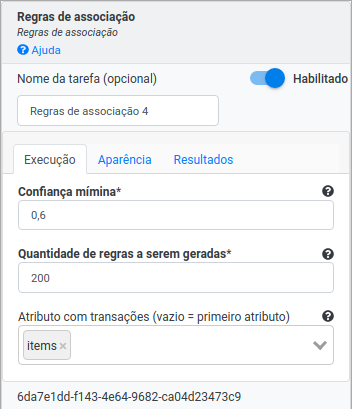 Regras de associação
Regras de associação
Ajuda
Nome da tarefa (opcional)
Habilitado
Regras de associação 4
Execução Aparência Resultados
Confiança mímina*
0,6
Quantidade de regras a serem geradas*
200
Atributo com transações (vazio = primeiro atributo)
items ×
6da7e1dd-f143-4e64-9682-ca04d23473c9